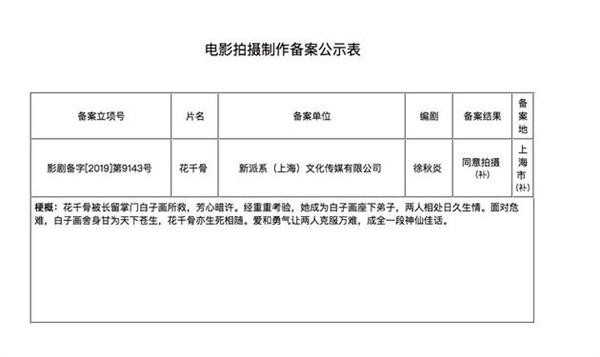 电影拍摄制作备案公示表
备案立项号 片名 备案单位 编剧 备案结果 备案地
影剧备字[2019]第9143号 花千骨 新派系（上海）文化传媒有限公司 徐秋炎 同意拍摄（补） 上海市（补）
梗概：花千骨被长留掌门白子画所救，芳心暗许。经重重考验，她成为白子画座下弟子，两人相处日久生情。面对危
难，白子画舍身甘为天下苍生，花千骨亦生死相随。爱和勇气让两人克服万难，成全一段神仙佳话。